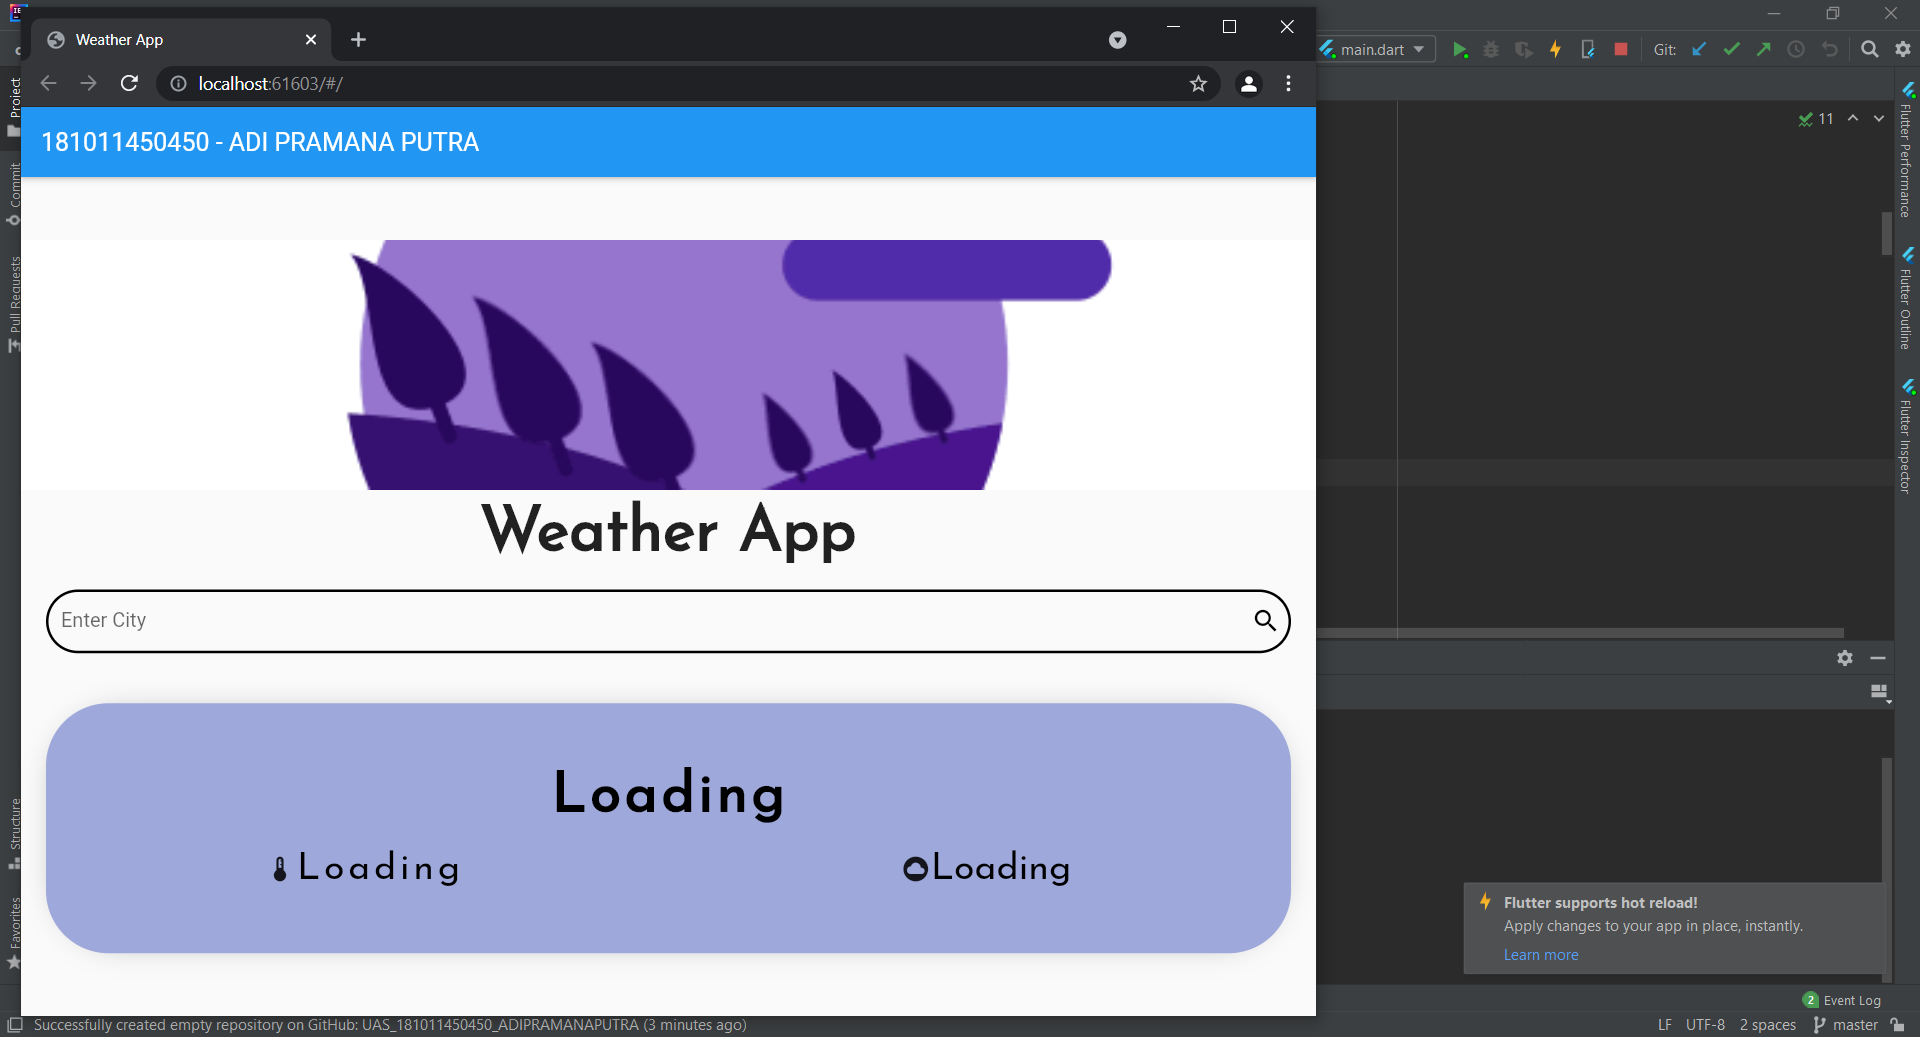 Weather App
localhost:61603/#/
main.dart
Git:
181011450450 - ADI PRAMANA PUTRA
11
Project
Commit
Pull Requests
Structure
Favorites
Flutter Performance
Flutter Outline
Flutter Inspector
Weather App
Enter City
Loading
Loading
Loading
Flutter supports hot reload!
Apply changes to your app in place, instantly.
Learn more
2 Event Log
Successfully created empty repository on GitHub: UAS_181011450450_ADIPRAMANAPUTRA (3 minutes ago)
LF UTF-8 2 spaces master